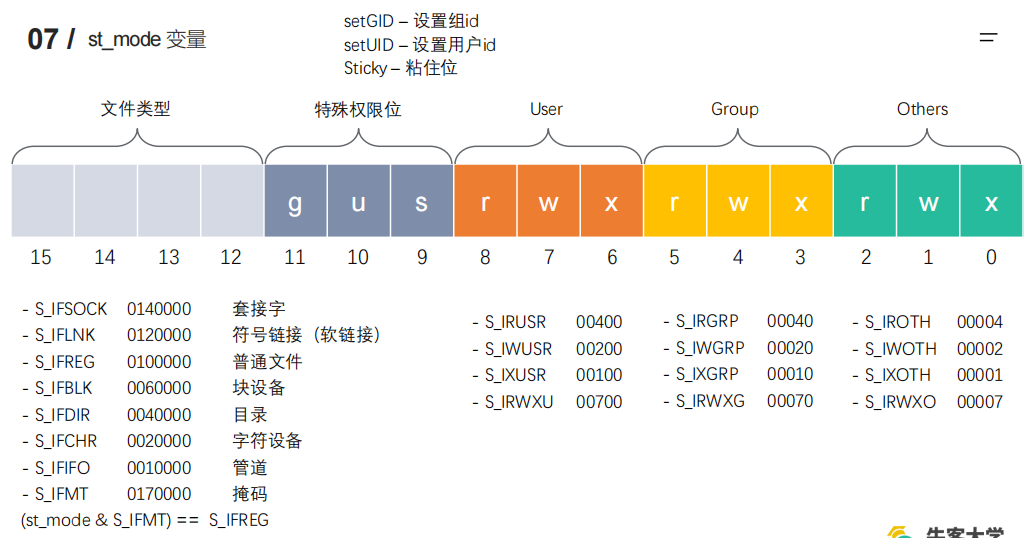 07 / st_mode 变量
setGID – 设置组id
setUID – 设置用户id
Sticky – 粘住位
文件类型 特殊权限位 User Group Others
g u s r w x r w x r w x
15 14 13 12 11 10 9 8 7 6 5 4 3 2 1 0
- S_IFSOCK 0140000 套接字
- S_IFLNK 0120000 符号链接（软链接）
- S_IFREG 0100000 普通文件
- S_IFBLK 0060000 块设备
- S_IFDIR 0040000 目录
- S_IFCHR 0020000 字符设备
- S_IFIFO 0010000 管道
- S_IFMT 0170000 掩码
(st_mode & S_IFMT) == S_IFREG
- S_IRUSR 00400
- S_IWUSR 00200
- S_IXUSR 00100
- S_IRWXU 00700
- S_IRGRP 00040
- S_IWGRP 00020
- S_IXGRP 00010
- S_IRWXG 00070
- S_IROTH 00004
- S_IWOTH 00002
- S_IXOTH 00001
- S_IRWXO 00007
牛客大学